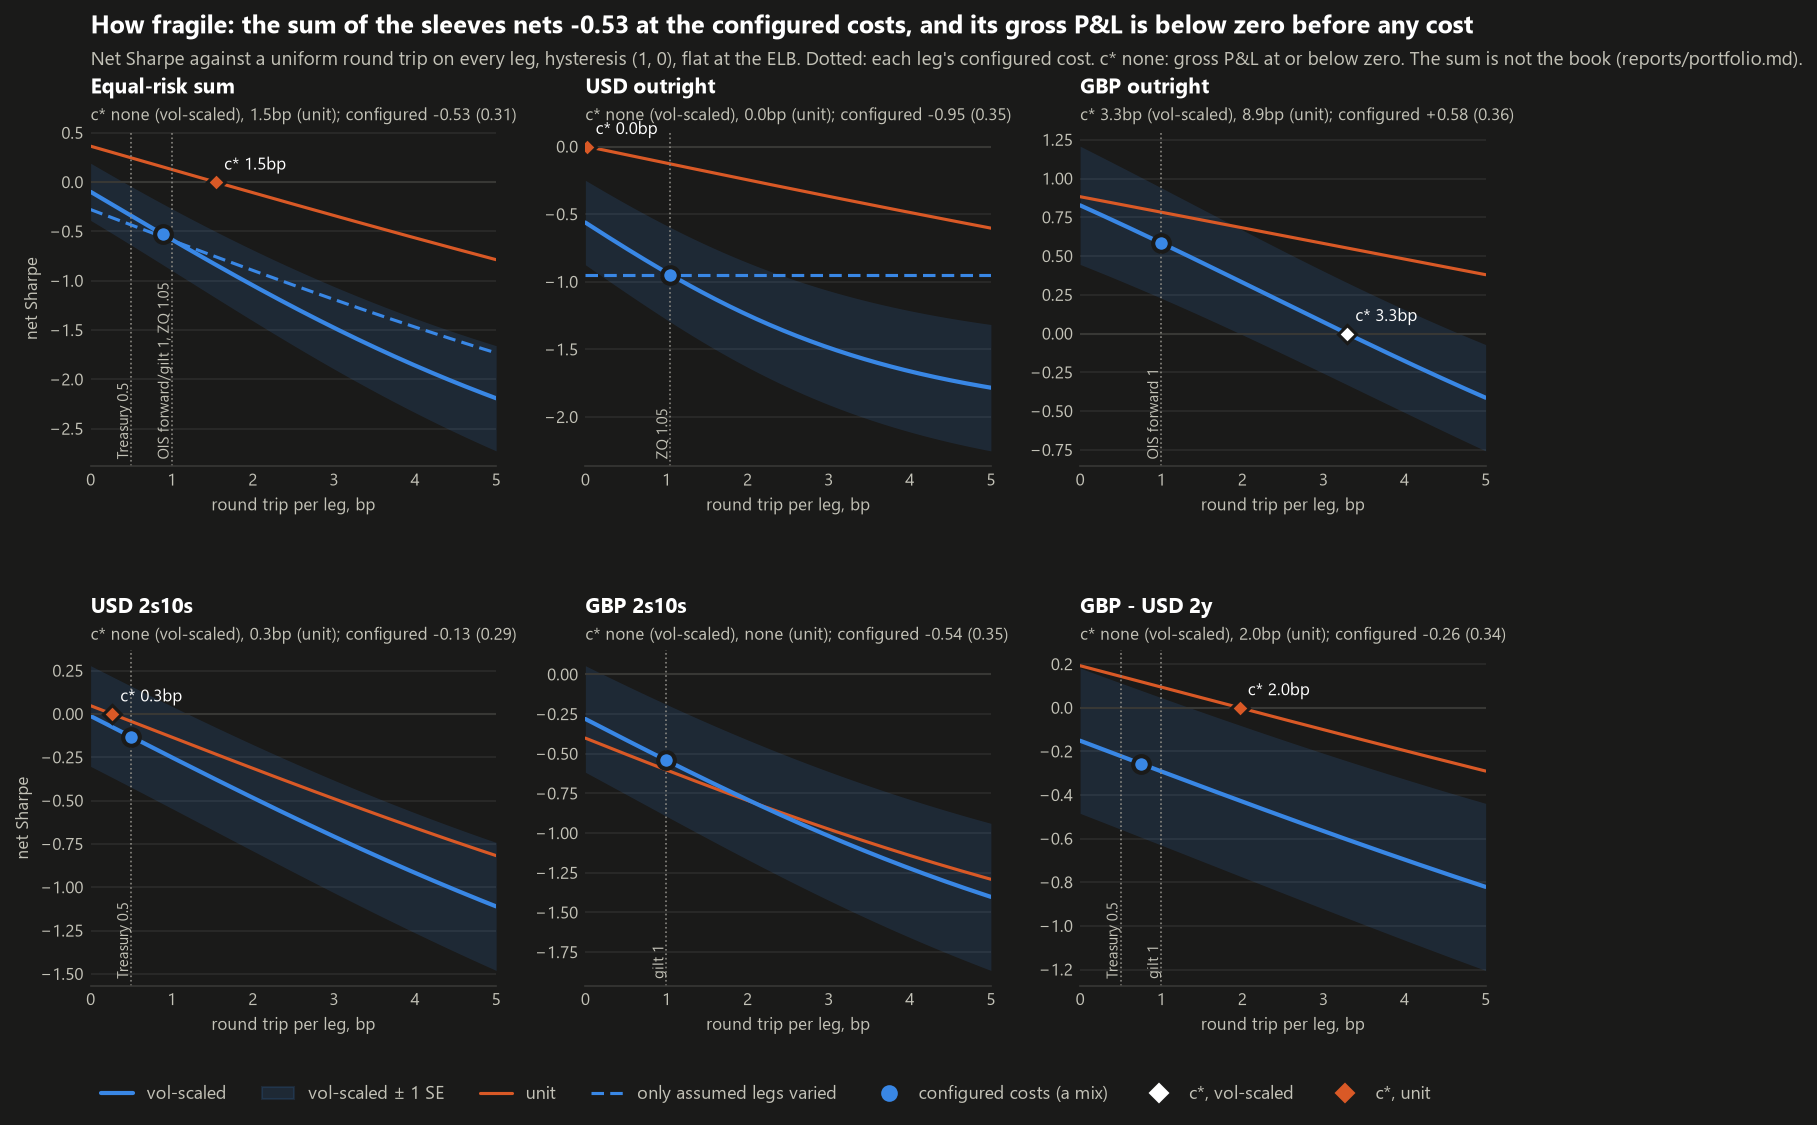 How fragile: the sum of the sleeves nets -0.53 at the configured costs, and its gross P&L is below zero before any cost
Net Sharpe against a uniform round trip on every leg, hysteresis (1, 0), flat at the ELB. Dotted: each leg's configured cost. c* none: gross P&L at or below zero. The sum is not the book (reports/portfolio.md).
Equal-risk sum
c* none (vol-scaled), 1.5bp (unit); configured -0.53 (0.31)
0.5
0.0
−0.5
−1.0
−1.5
−2.0
−2.5
net Sharpe
c* 1.5bp
Treasury 0.5
OIS forward/gilt 1, ZQ 1.05
0 1 2 3 4 5
round trip per leg, bp
USD outright
c* none (vol-scaled), 0.0bp (unit); configured -0.95 (0.35)
c* 0.0bp
0.0
−0.5
−1.0
−1.5
−2.0
ZQ 1.05
0 1 2 3 4 5
round trip per leg, bp
GBP outright
c* 3.3bp (vol-scaled), 8.9bp (unit); configured +0.58 (0.36)
1.25
1.00
0.75
0.50
0.25
0.00
−0.25
−0.50
−0.75
c* 3.3bp
OIS forward 1
0 1 2 3 4 5
round trip per leg, bp
USD 2s10s
c* none (vol-scaled), 0.3bp (unit); configured -0.13 (0.29)
0.25
0.00
−0.25
−0.50
−0.75
−1.00
−1.25
−1.50
net Sharpe
c* 0.3bp
Treasury 0.5
0 1 2 3 4 5
round trip per leg, bp
GBP 2s10s
c* none (vol-scaled), none (unit); configured -0.54 (0.35)
0.00
−0.25
−0.50
−0.75
−1.00
−1.25
−1.50
−1.75
gilt 1
0 1 2 3 4 5
round trip per leg, bp
GBP - USD 2y
c* none (vol-scaled), 2.0bp (unit); configured -0.26 (0.34)
0.2
0.0
−0.2
−0.4
−0.6
−0.8
−1.0
−1.2
c* 2.0bp
Treasury 0.5
gilt 1
0 1 2 3 4 5
round trip per leg, bp
vol-scaled
vol-scaled ± 1 SE
unit
only assumed legs varied
configured costs (a mix)
c*, vol-scaled
c*, unit